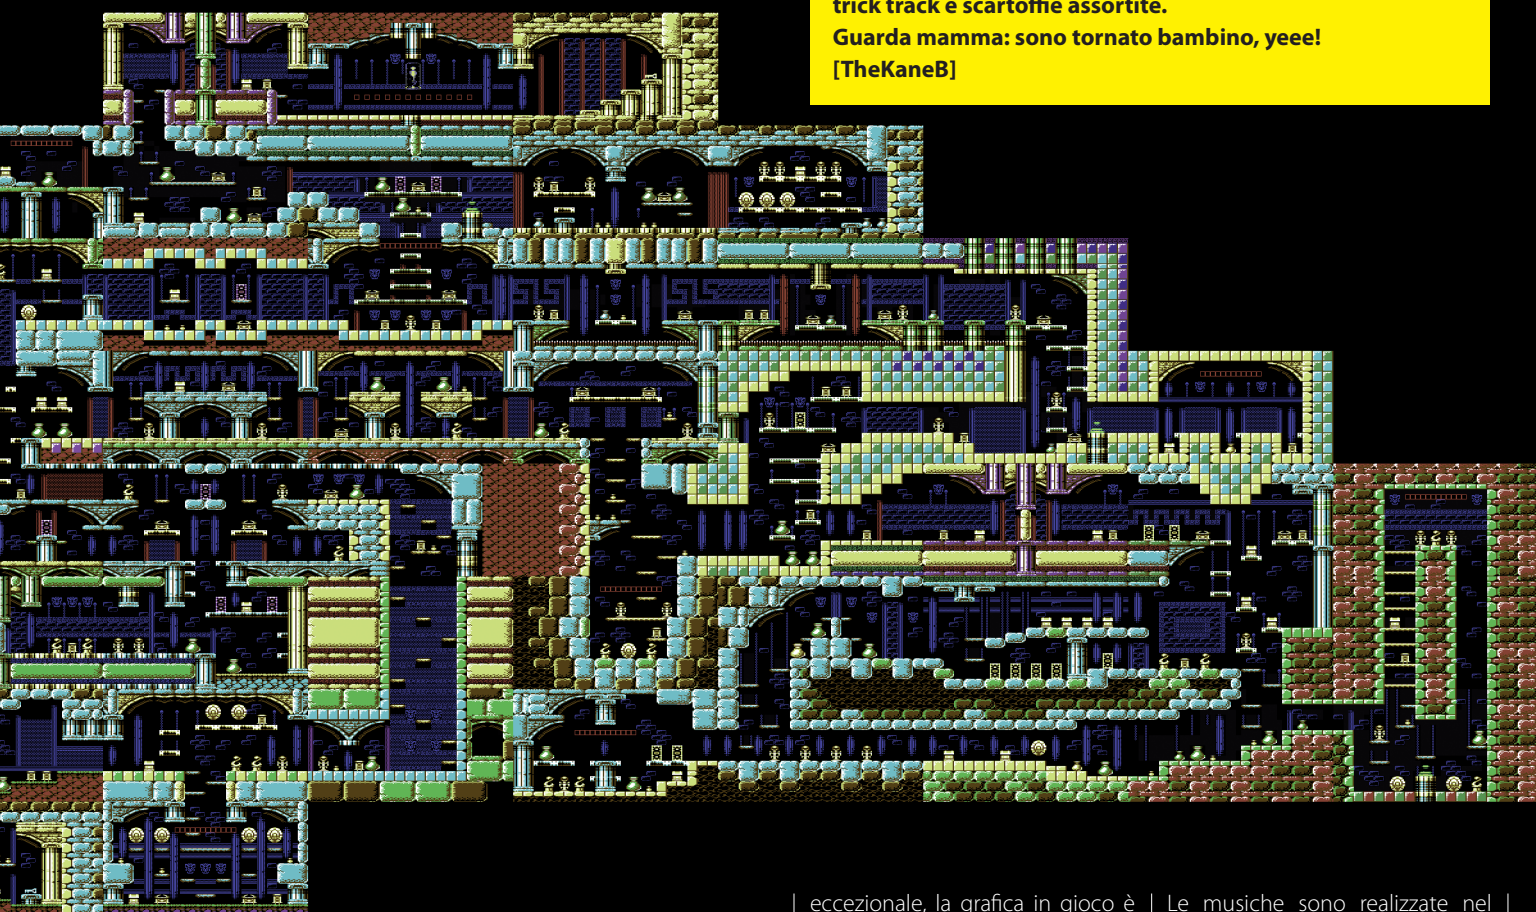 trick track e scartoffie assortite.
Guarda mamma: sono tornato bambino, yeee!
[TheKaneB]
eccezionale, la grafica in gioco è
Le musiche sono realizzate nel